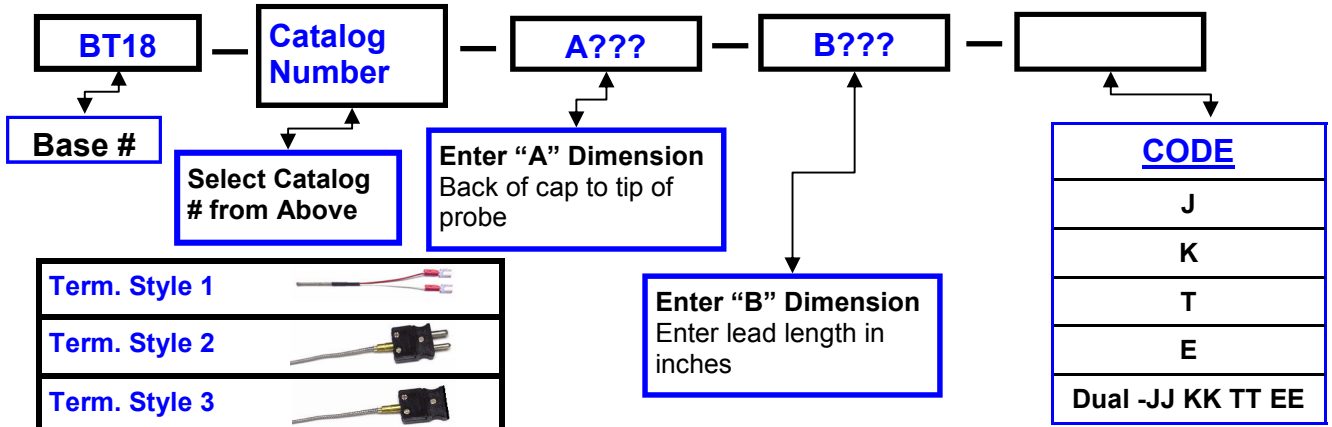 BT18 — Catalog Number — A??? — B??? —
Base #
Select Catalog
# from Above
Enter “A” Dimension
Back of cap to tip of
probe
Enter “B” Dimension
Enter lead length in
inches
CODE
J
K
T
E
Dual -JJ KK TT EE
Term. Style 1
Term. Style 2
Term. Style 3